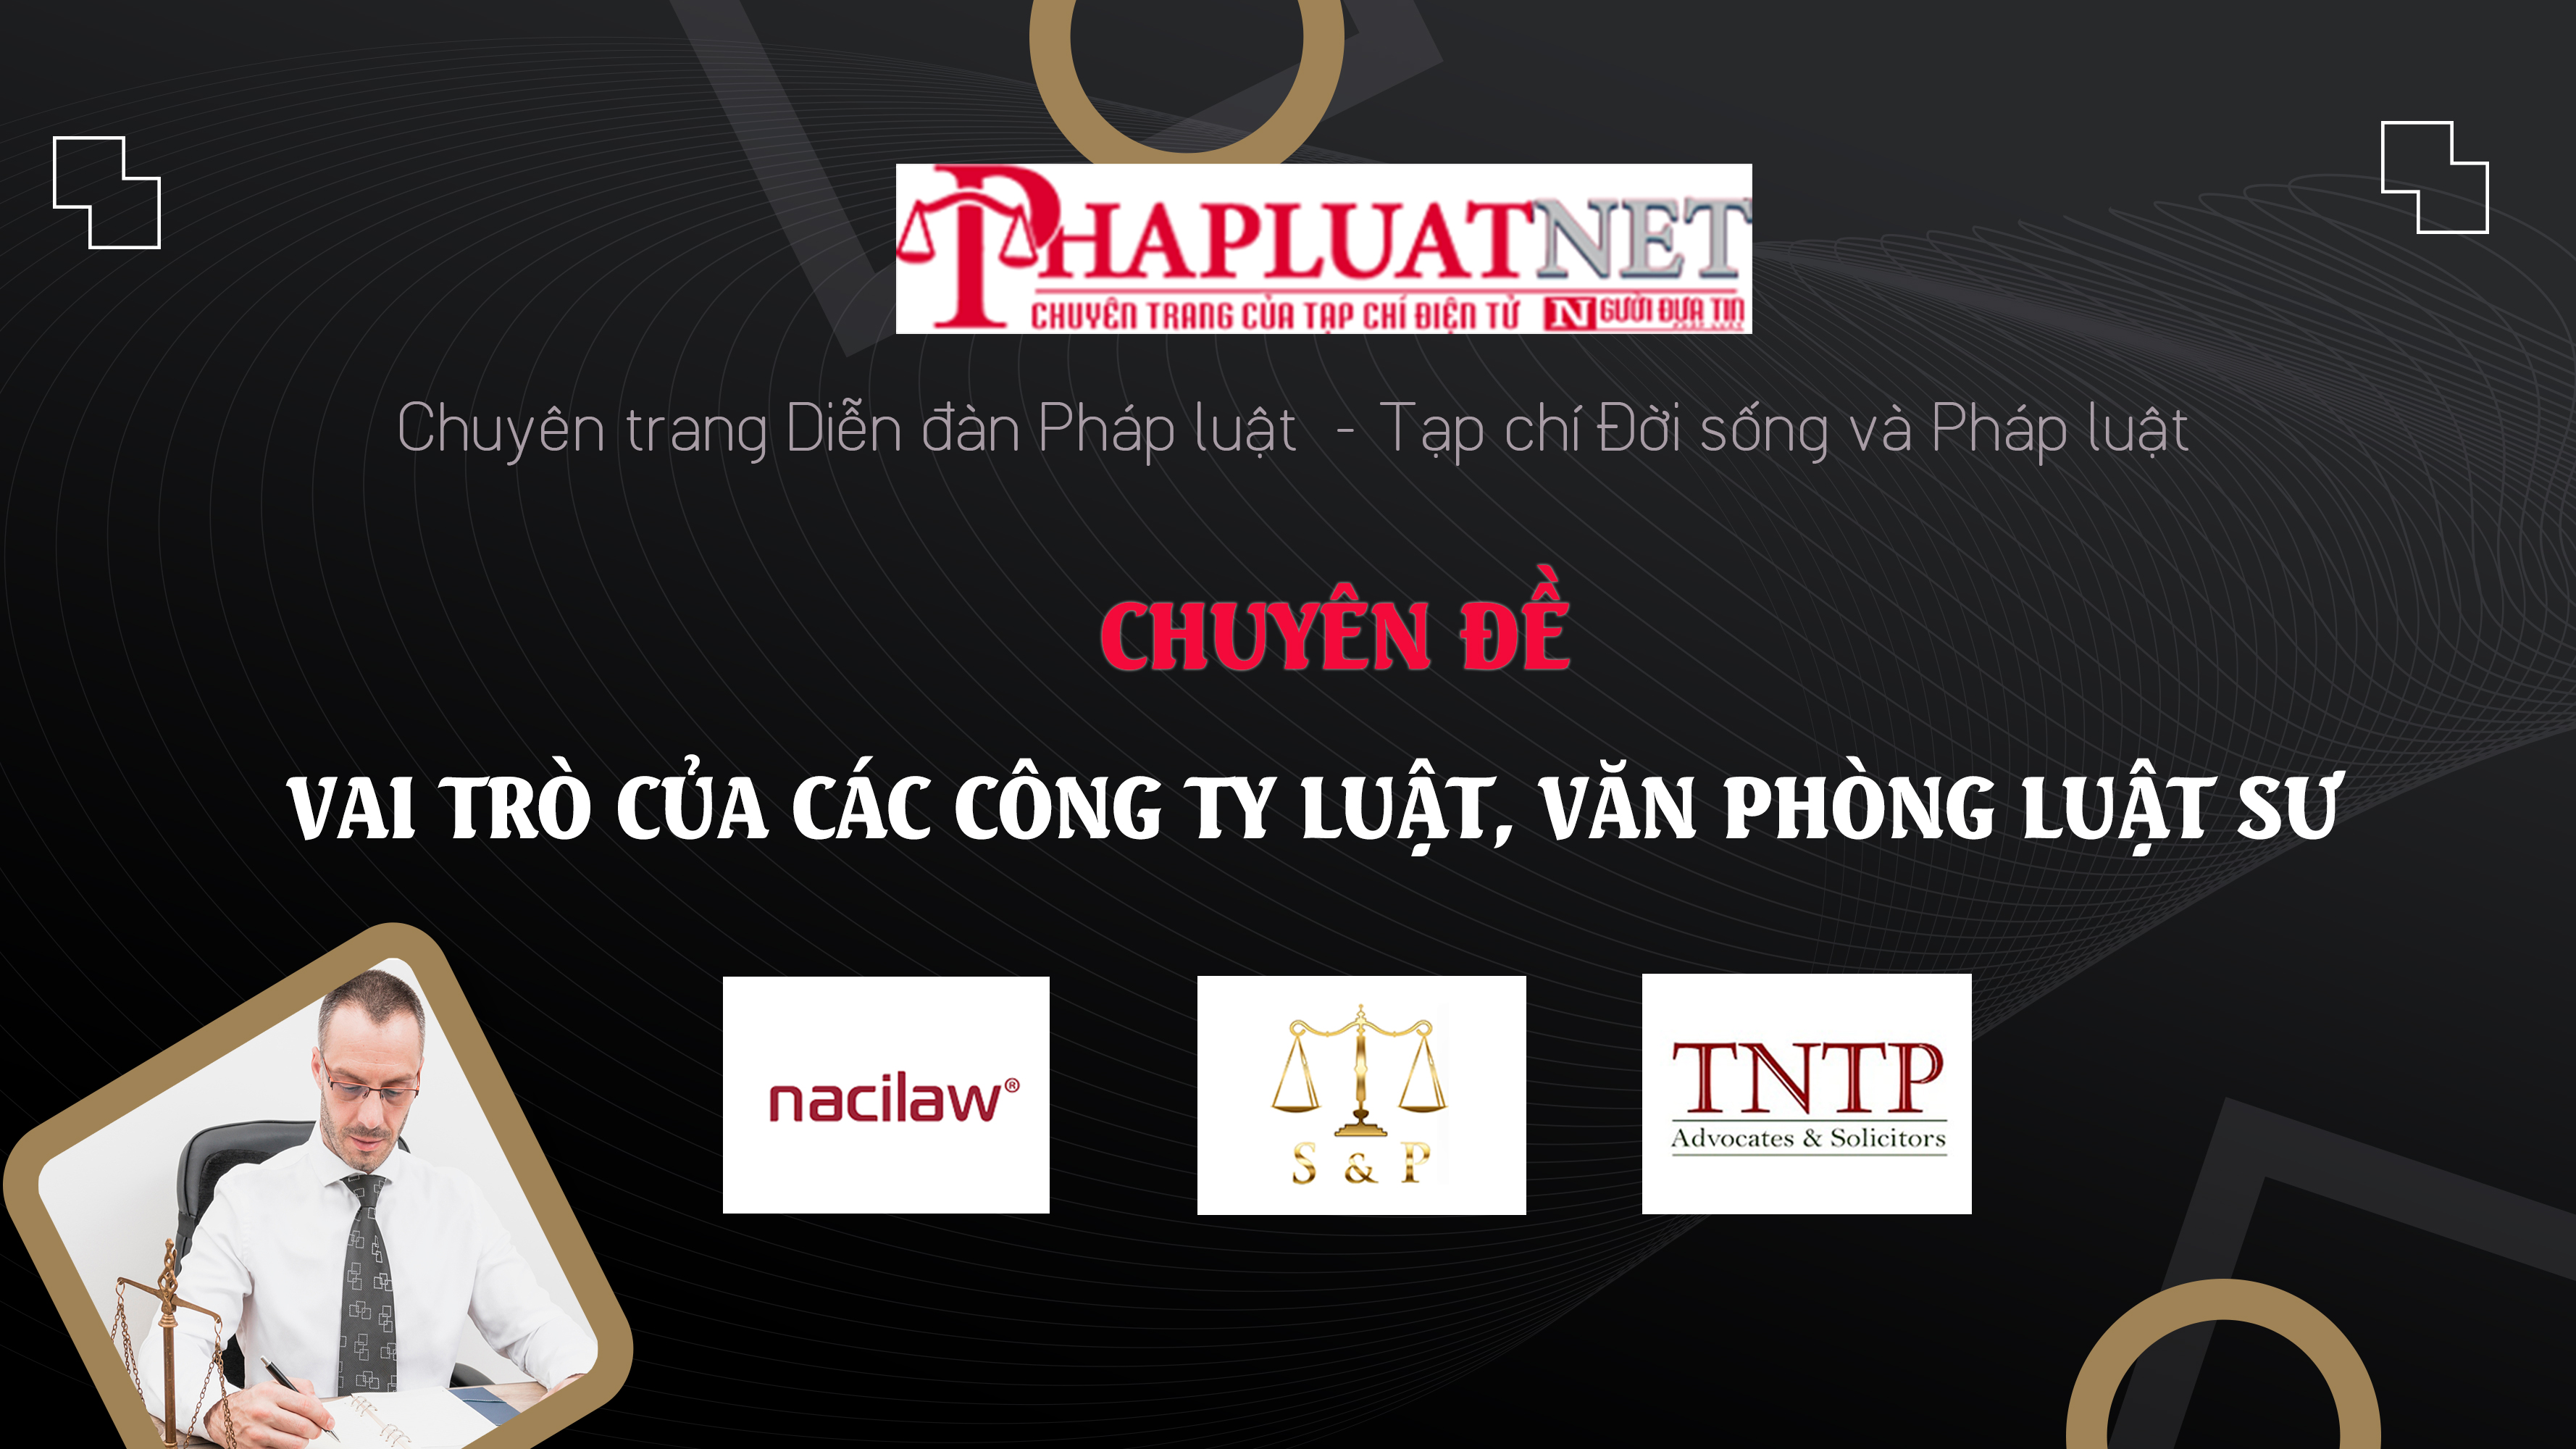 PHAPLUATNET
CHUYÊN TRANG CỦA TẠP CHÍ ĐIỆN TỬ NGƯỜI ĐƯA TIN
Chuyên trang Diễn đàn Pháp luật - Tạp chí Đời sống và Pháp luật
CHUYÊN ĐỀ
VAI TRÒ CỦA CÁC CÔNG TY LUẬT, VĂN PHÒNG LUẬT SƯ
nacilaw®
S & P
TNTP
Advocates & Solicitors